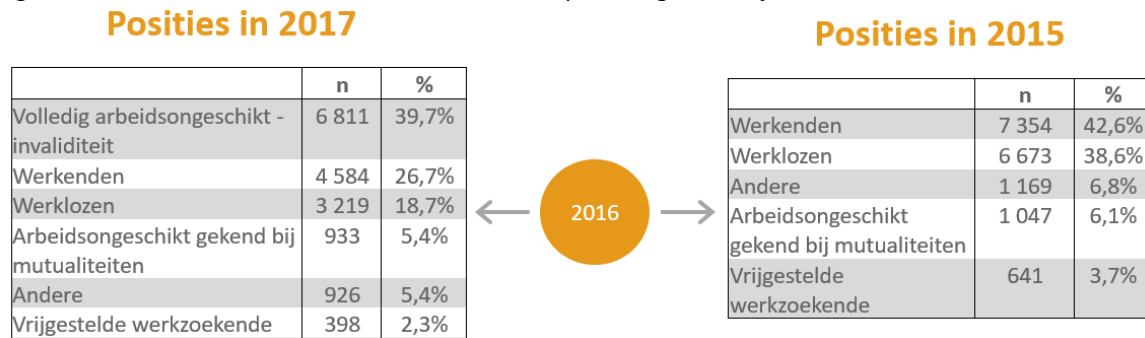 Posities in 2017
n %
Volledig arbeidsongeschikt - 6 811 39,7%
invaliditeit
Werkenden 4 584 26,7%
Werklozen 3 219 18,7%
Arbeidsongeschikt gekend bij 933 5,4%
mutualiteiten
Andere 926 5,4%
Vrijgestelde werkzoekende 398 2,3%
2016
Posities in 2015
n %
Werkenden 7 354 42,6%
Werklozen 6 673 38,6%
Andere 1 169 6,8%
Arbeidsongeschikt 1 047 6,1%
gekend bij mutualiteiten
Vrijgestelde 641 3,7%
werkzoekende